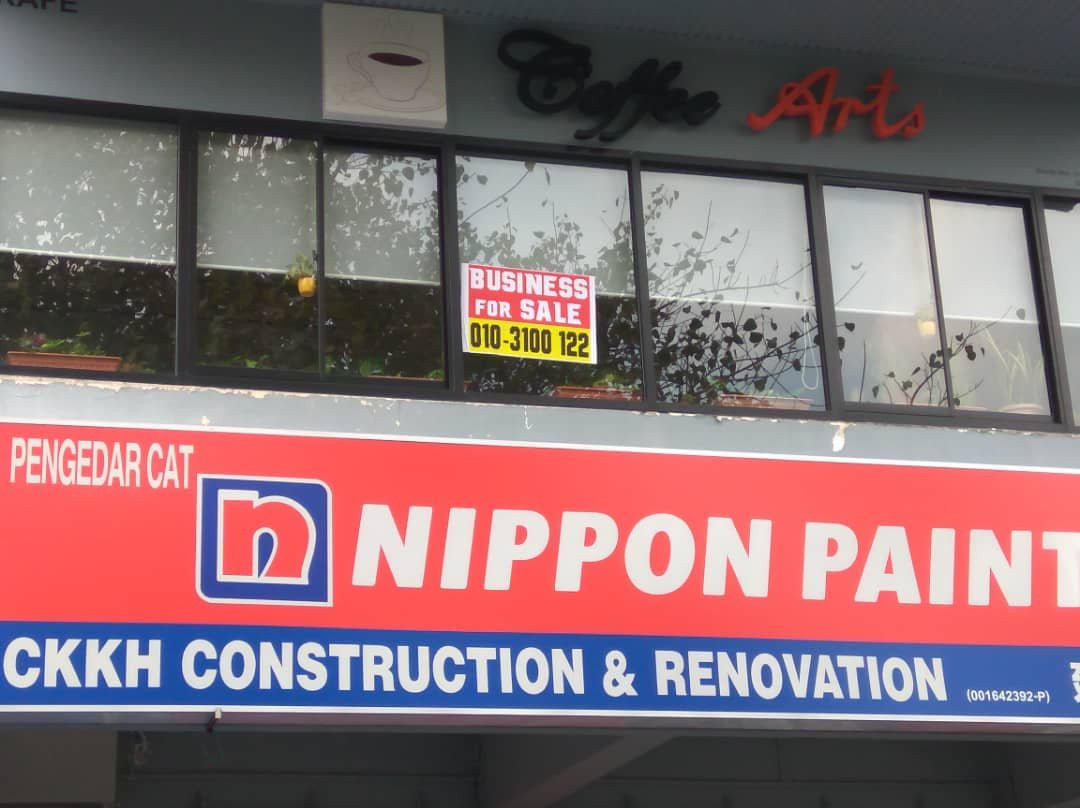 Coffee Arts
BUSINESS
FOR SALE
010-3100 122
PENGEDAR CAT
n NIPPON PAINT
CKKH CONSTRUCTION & RENOVATION (001642392-P)